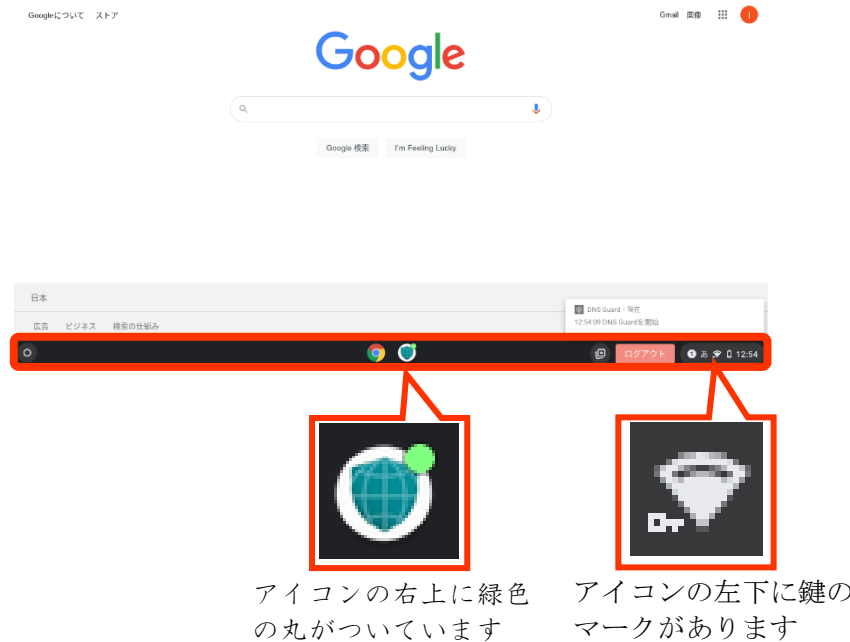 Googleについて ストア
Gmail 画像
I
Google
Google 検索 I'm Feeling Lucky
日本
広告 ビジネス 検索の仕組み
DNS Guard・現在
12:54:09 DNS Guardを開始
ログアウト
1 あ 12:54
アイコンの右上に緑色
の丸がついています
アイコンの左下に鍵の
マークがあります